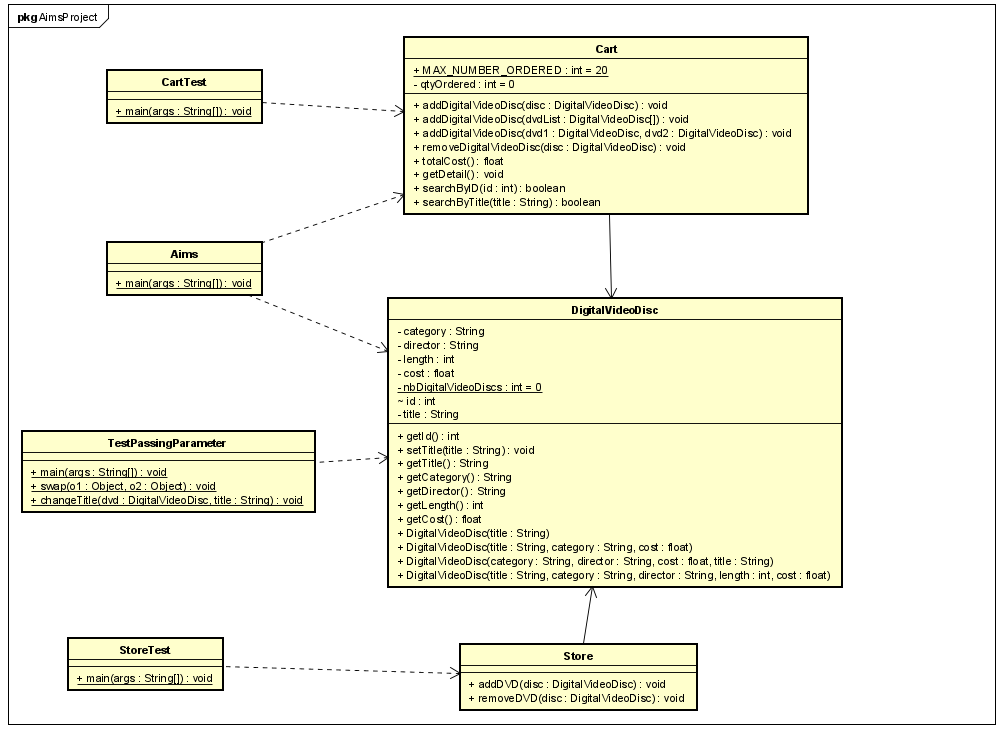 pkg AimsProject
Cart
+ MAX_NUMBER_ORDERED : int = 20
- qtyOrdered : int = 0
+ addDigitalVideoDisc(disc : DigitalVideoDisc) : void
+ addDigitalVideoDisc(dvdList : DigitalVideoDisc[]) : void
+ addDigitalVideoDisc(dvd1 : DigitalVideoDisc, dvd2 : DigitalVideoDisc) : void
+ removeDigitalVideoDisc(disc : DigitalVideoDisc) : void
+ totalCost() : float
+ getDetail() : void
+ searchByID(id : int) : boolean
+ searchByTitle(title : String) : boolean
CartTest
+ main(args : String[]) : void
Aims
+ main(args : String[]) : void
DigitalVideoDisc
- category : String
- director : String
- length : int
- cost : float
- nbDigitalVideoDiscs : int = 0
~ id : int
- title : String
+ getId() : int
+ setTitle(title : String) : void
+ getTitle() : String
+ getCategory() : String
+ getDirector() : String
+ getLength() : int
+ getCost() : float
+ DigitalVideoDisc(title : String)
+ DigitalVideoDisc(title : String, category : String, cost : float)
+ DigitalVideoDisc(category : String, director : String, cost : float, title : String)
+ DigitalVideoDisc(title : String, category : String, director : String, length : int, cost : float)
TestPassingParameter
+ main(args : String[]) : void
+ swap(o1 : Object, o2 : Object) : void
+ changeTitle(dvd : DigitalVideoDisc, title : String) : void
StoreTest
+ main(args : String[]) : void
Store
+ addDVD(disc : DigitalVideoDisc) : void
+ removeDVD(disc : DigitalVideoDisc) : void